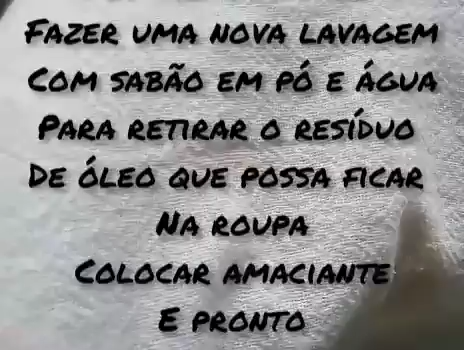 Fazer uma nova lavagem
com sabão em pó e água
para retirar o resíduo
de óleo que possa ficar
na roupa
Colocar amaciante
e pronto